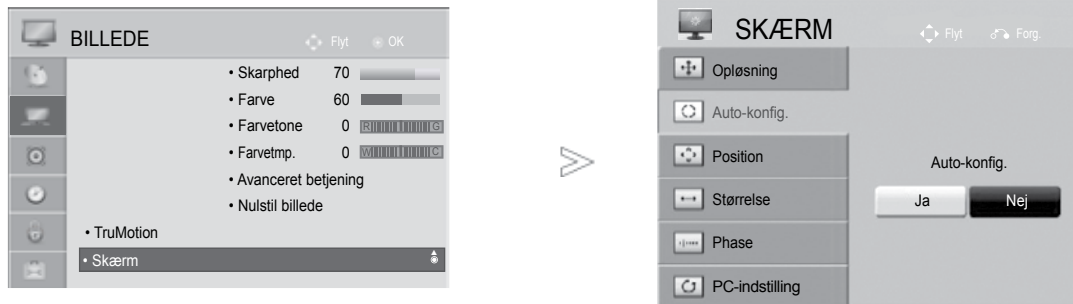 BILLEDE
Flyt OK
• Skarphed 70
• Farve 60
• Farvetone 0 R G
• Farvetmp. 0 W C
• Avanceret betjening
• Nulstil billede
• TruMotion
• Skærm
SKÆRM
Flyt Forg.
Opløsning
Auto-konfig.
Position
Størrelse
Phase
PC-indstilling
Auto-konfig.
Ja Nej